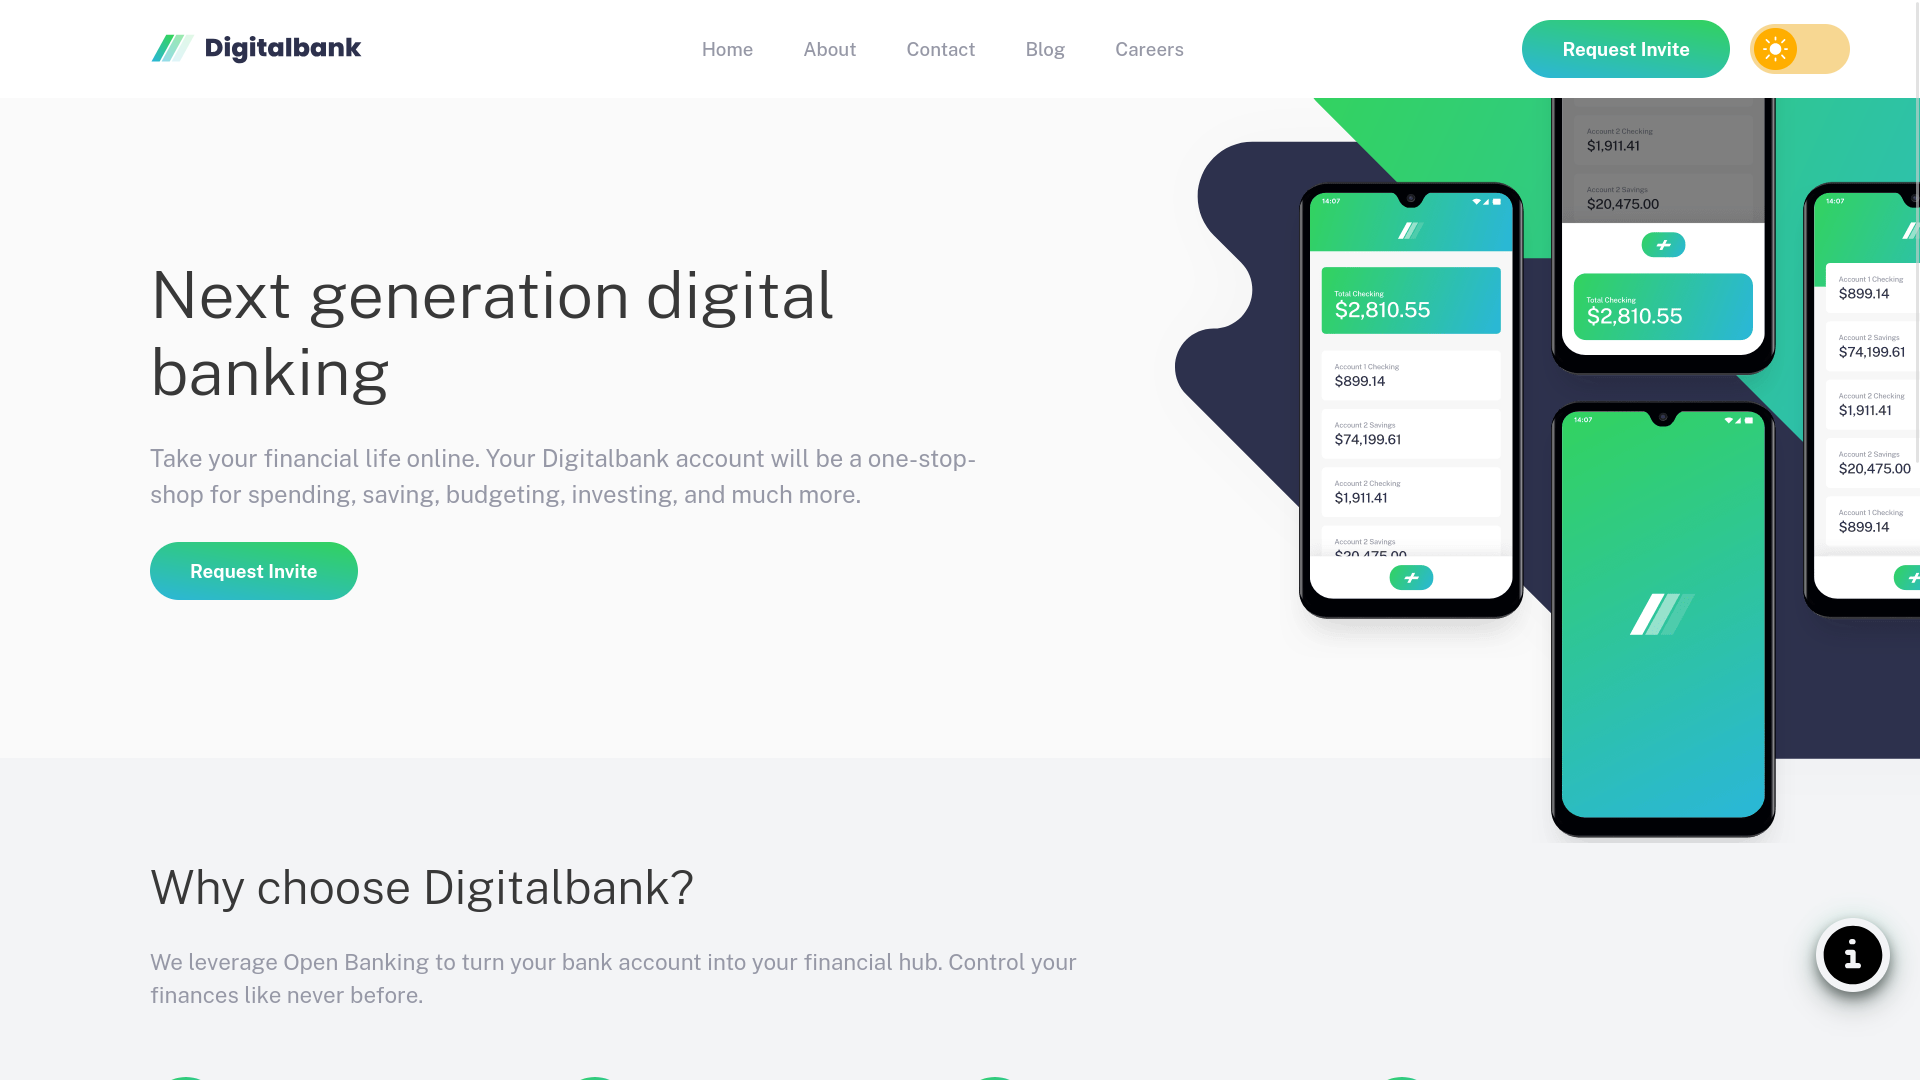 Digitalbank
Home
About
Contact
Blog
Careers
Request Invite
Next generation digital
banking
Take your financial life online. Your Digitalbank account will be a one-stop-
shop for spending, saving, budgeting, investing, and much more.
Request Invite
14:07
Total Checking
$2,810.55
Account 1 Checking
$899.14
Account 2 Savings
$74,199.61
Account 2 Checking
$1,911.41
Account 2 Savings
$20,475.00
Account 2 Checking
$1,911.41
Account 2 Savings
$20,475.00
Total Checking
$2,810.55
14:07
14:07
Account 1 Checking
$899.14
Account 2 Savings
$74,199.61
Account 2 Checking
$1,911.41
Account 2 Savings
$20,475.00
Account 1 Checking
$899.14
Why choose Digitalbank?
We leverage Open Banking to turn your bank account into your financial hub. Control your
finances like never before.